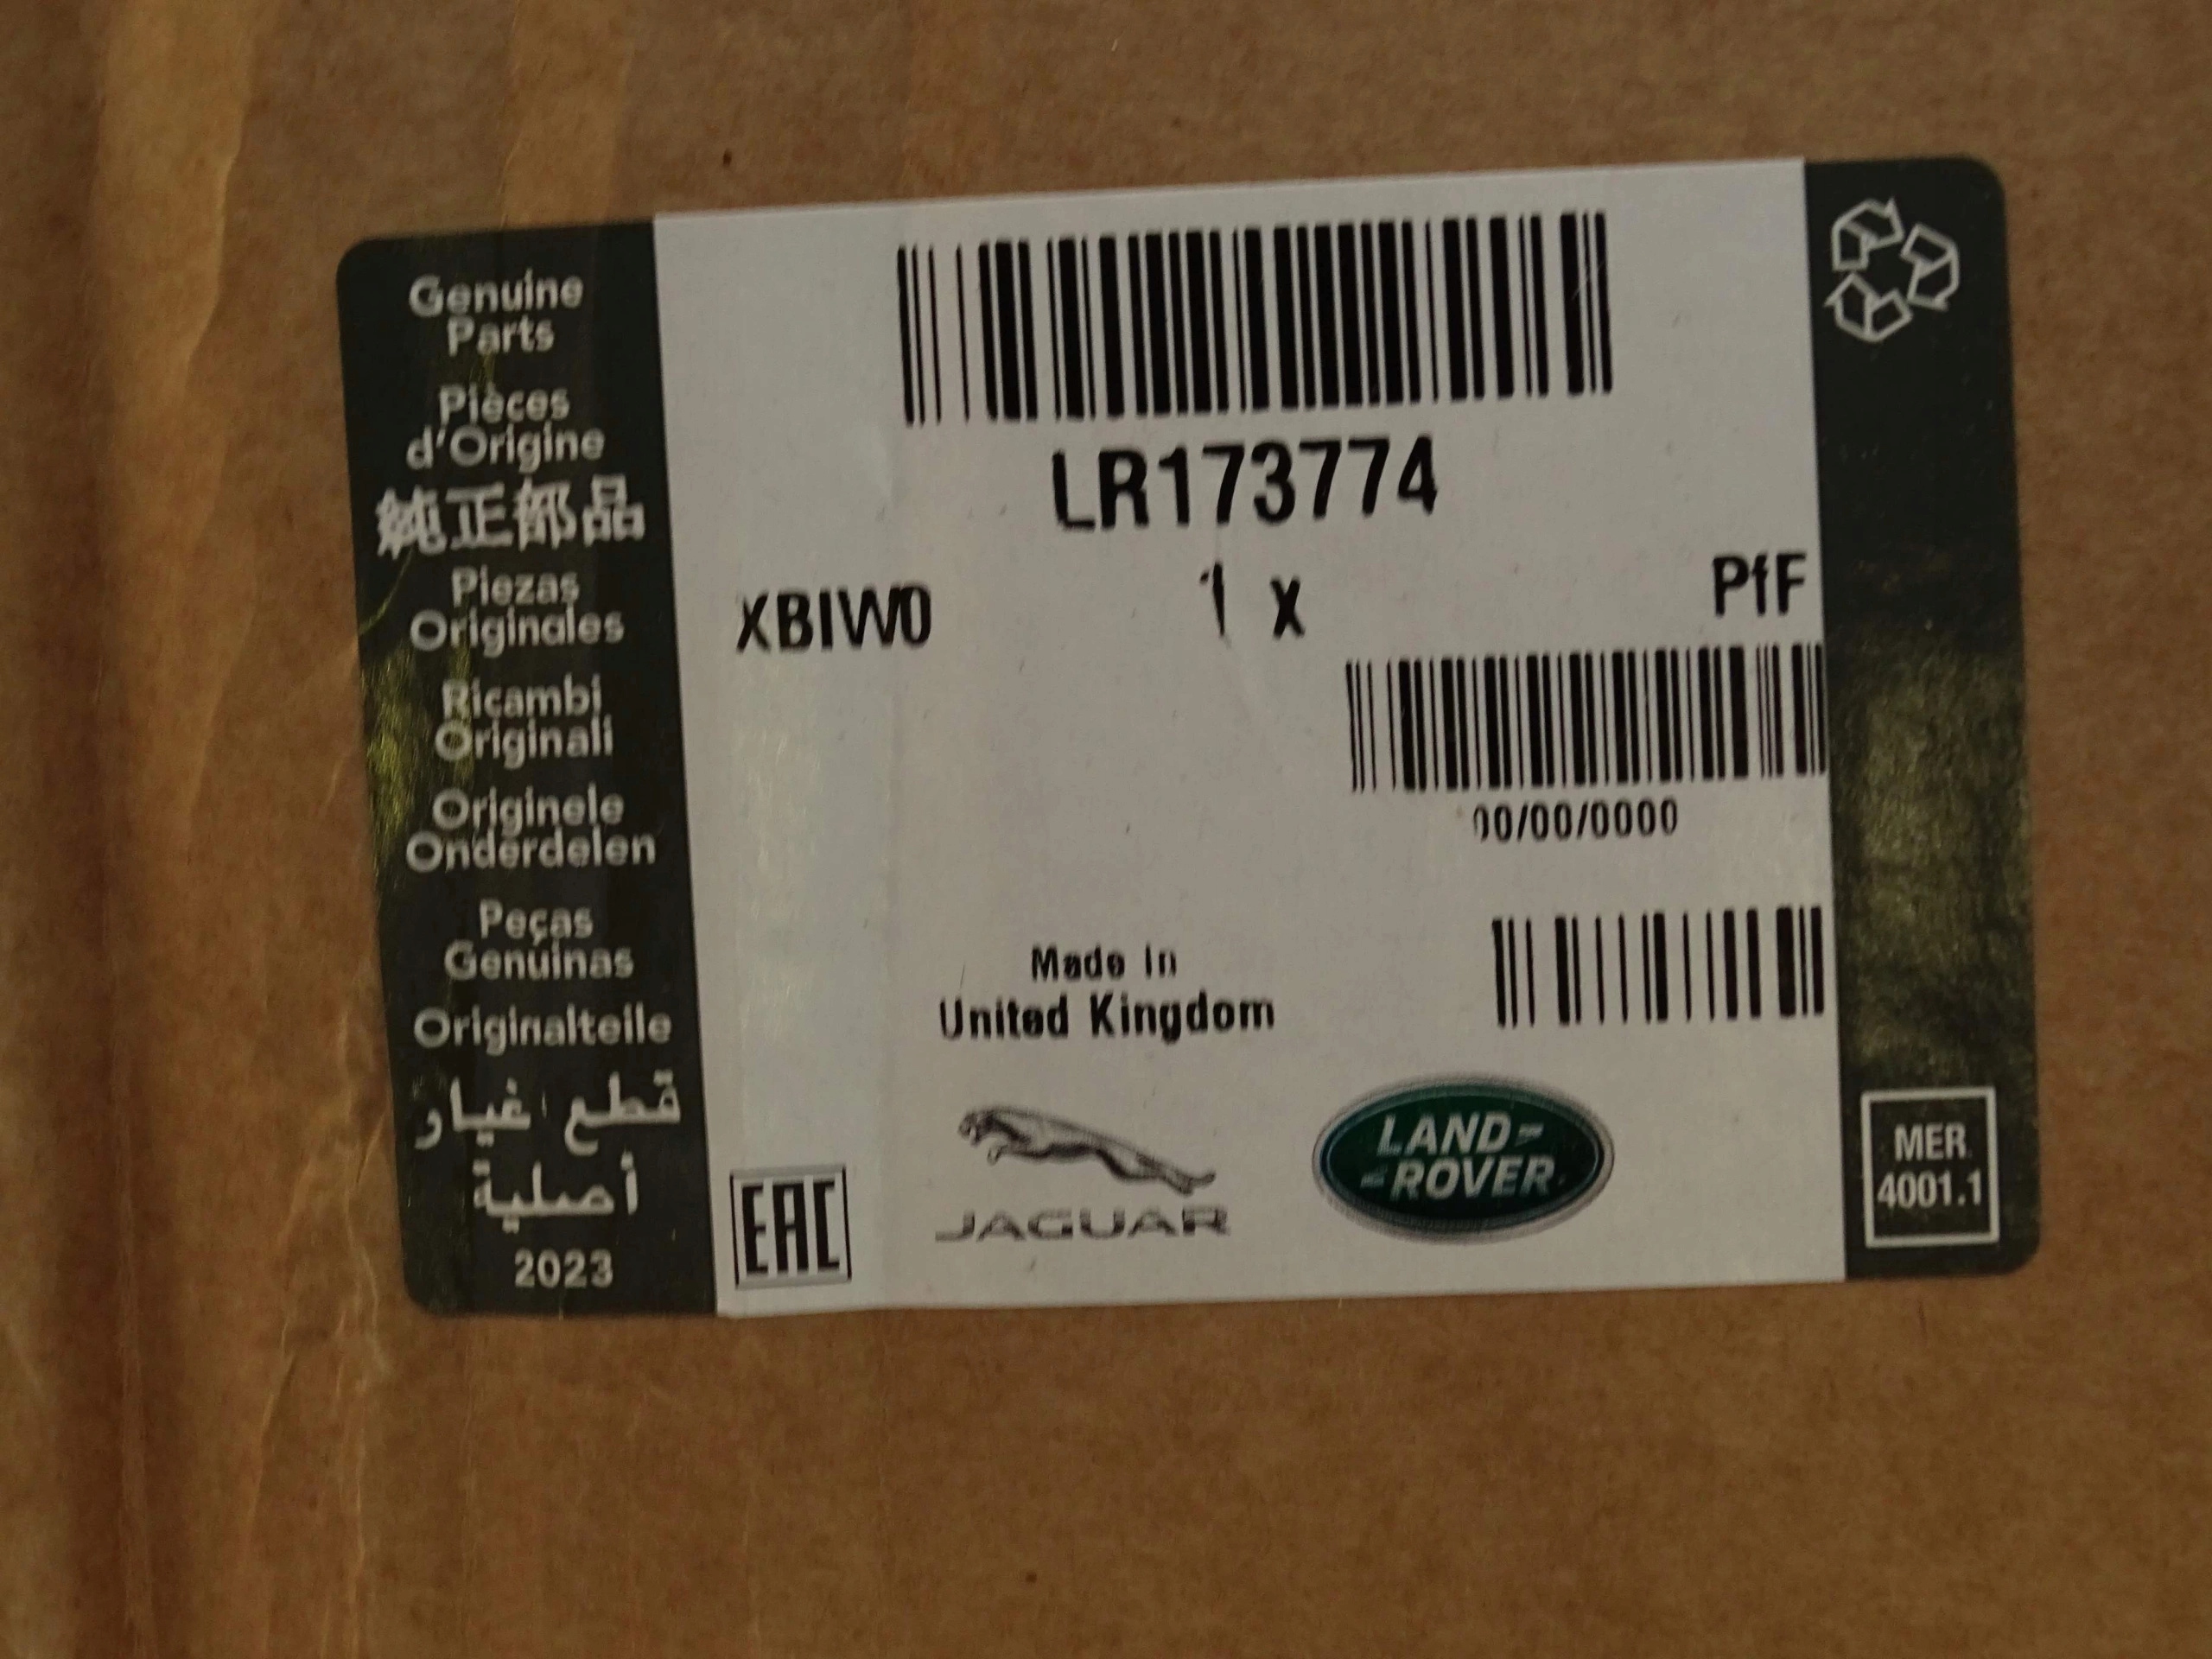 Genuine
Parts
Pièces
d'Origine
純正部品
Piezas
Originales
Ricambi
Originali
Originele
Onderdelen
Peças
Genuinas
Originalteile
قطع غيار
أصلية
2023
LR173774
XBIW0 1 X PfF
00/00/0000
Made in
United Kingdom
EAC
JAGUAR
LAND-
-ROVER
MER
4001.1